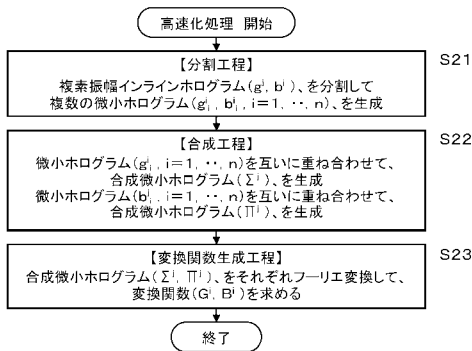 高速化処理 開始
S21
【分割工程】
複素振幅インラインホログラム(gʲ, bʲ)、を分割して
複数の微小ホログラム(gʲᵢ, bʲᵢ, i=1, ‥, n)、を生成
S22
【合成工程】
微小ホログラム(gʲᵢ, i=1, ‥, n)を互いに重ね合わせて、
合成微小ホログラム(Σʲ)、を生成
微小ホログラム(bʲᵢ, i=1, ‥, n)を互いに重ね合わせて、
合成微小ホログラム(Πʲ)、を生成
S23
【変換関数生成工程】
合成微小ホログラム(Σʲ, Πʲ)、をそれぞれフーリエ変換して、
変換関数(Gʲ, Bʲ)を求める
終了